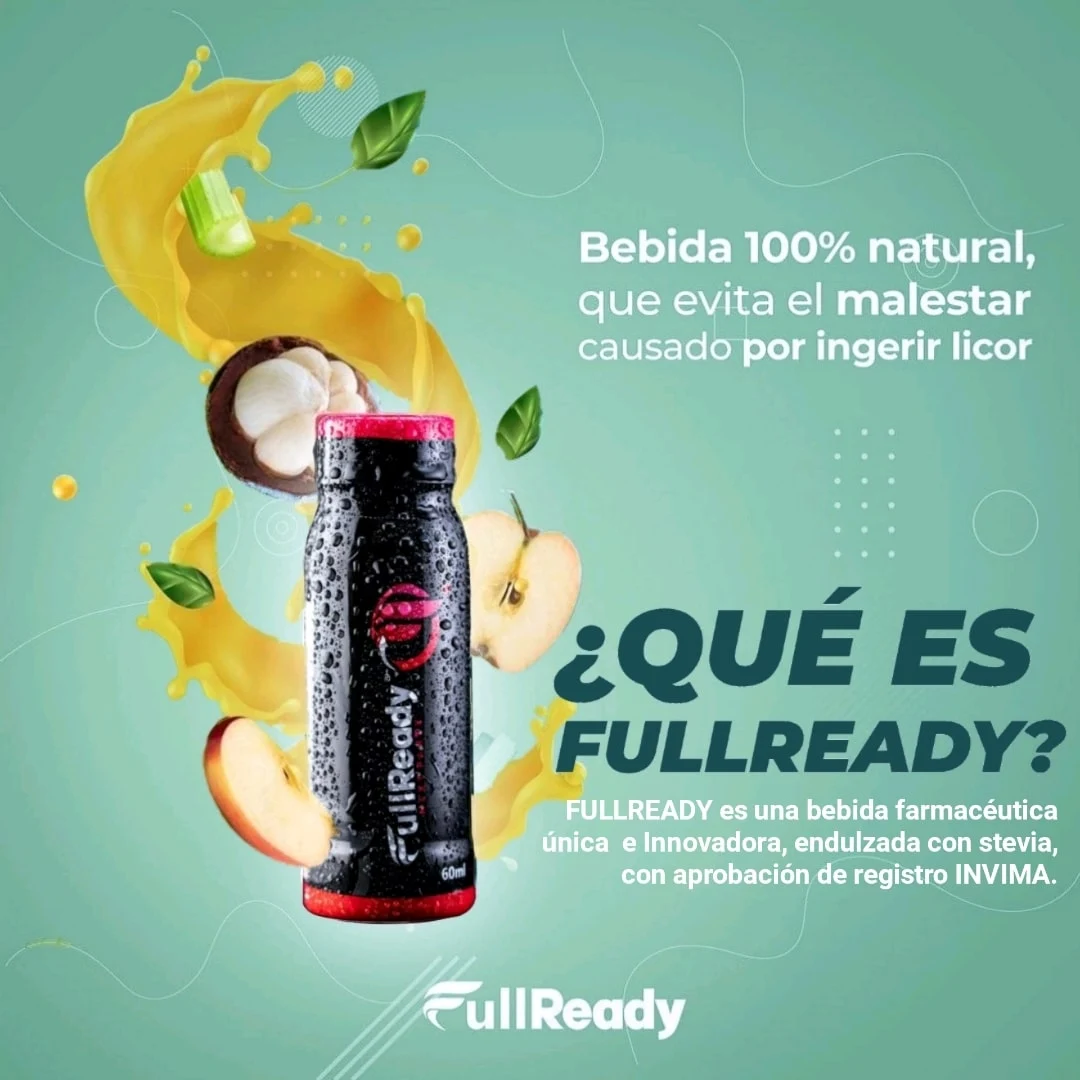 Bebida 100% natural,
que evita el malestar
causado por ingerir licor
¿QUÉ ES
FULLREADY?
FULLREADY es una bebida farmacéutica
única e Innovadora, endulzada con stevia,
con aprobación de registro INVIMA.
FullReady
60ml
FullReady